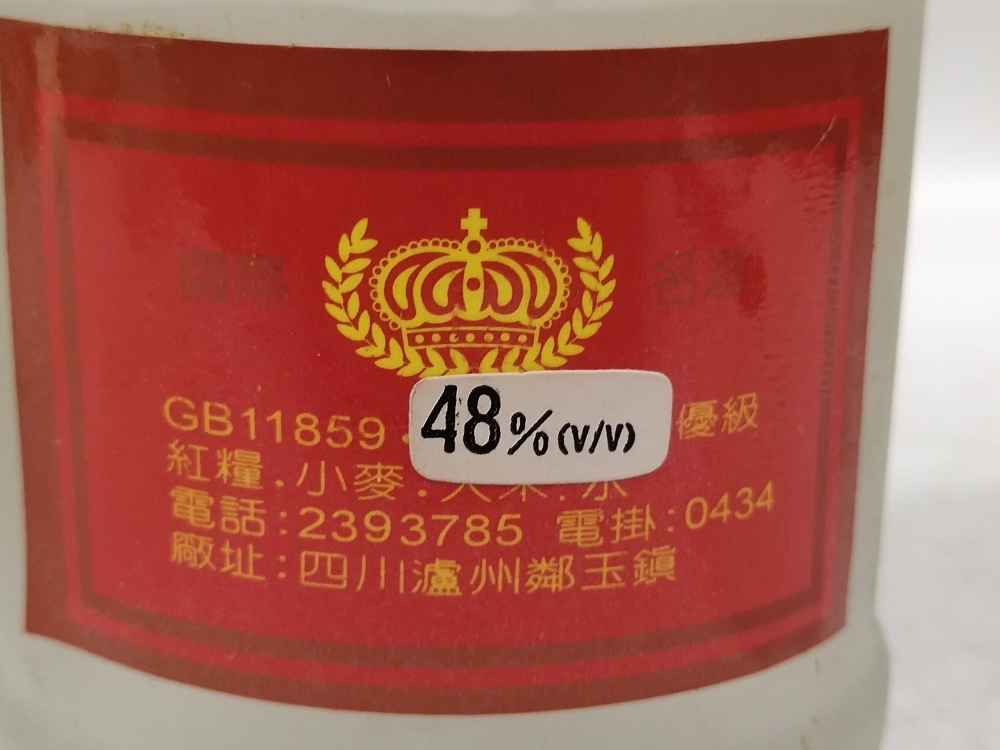 GB11859 48%(V/V) 優級
紅糧.小麥.大米.水
電話:2393785 電掛:0434
廠址:四川瀘州鄰玉鎮